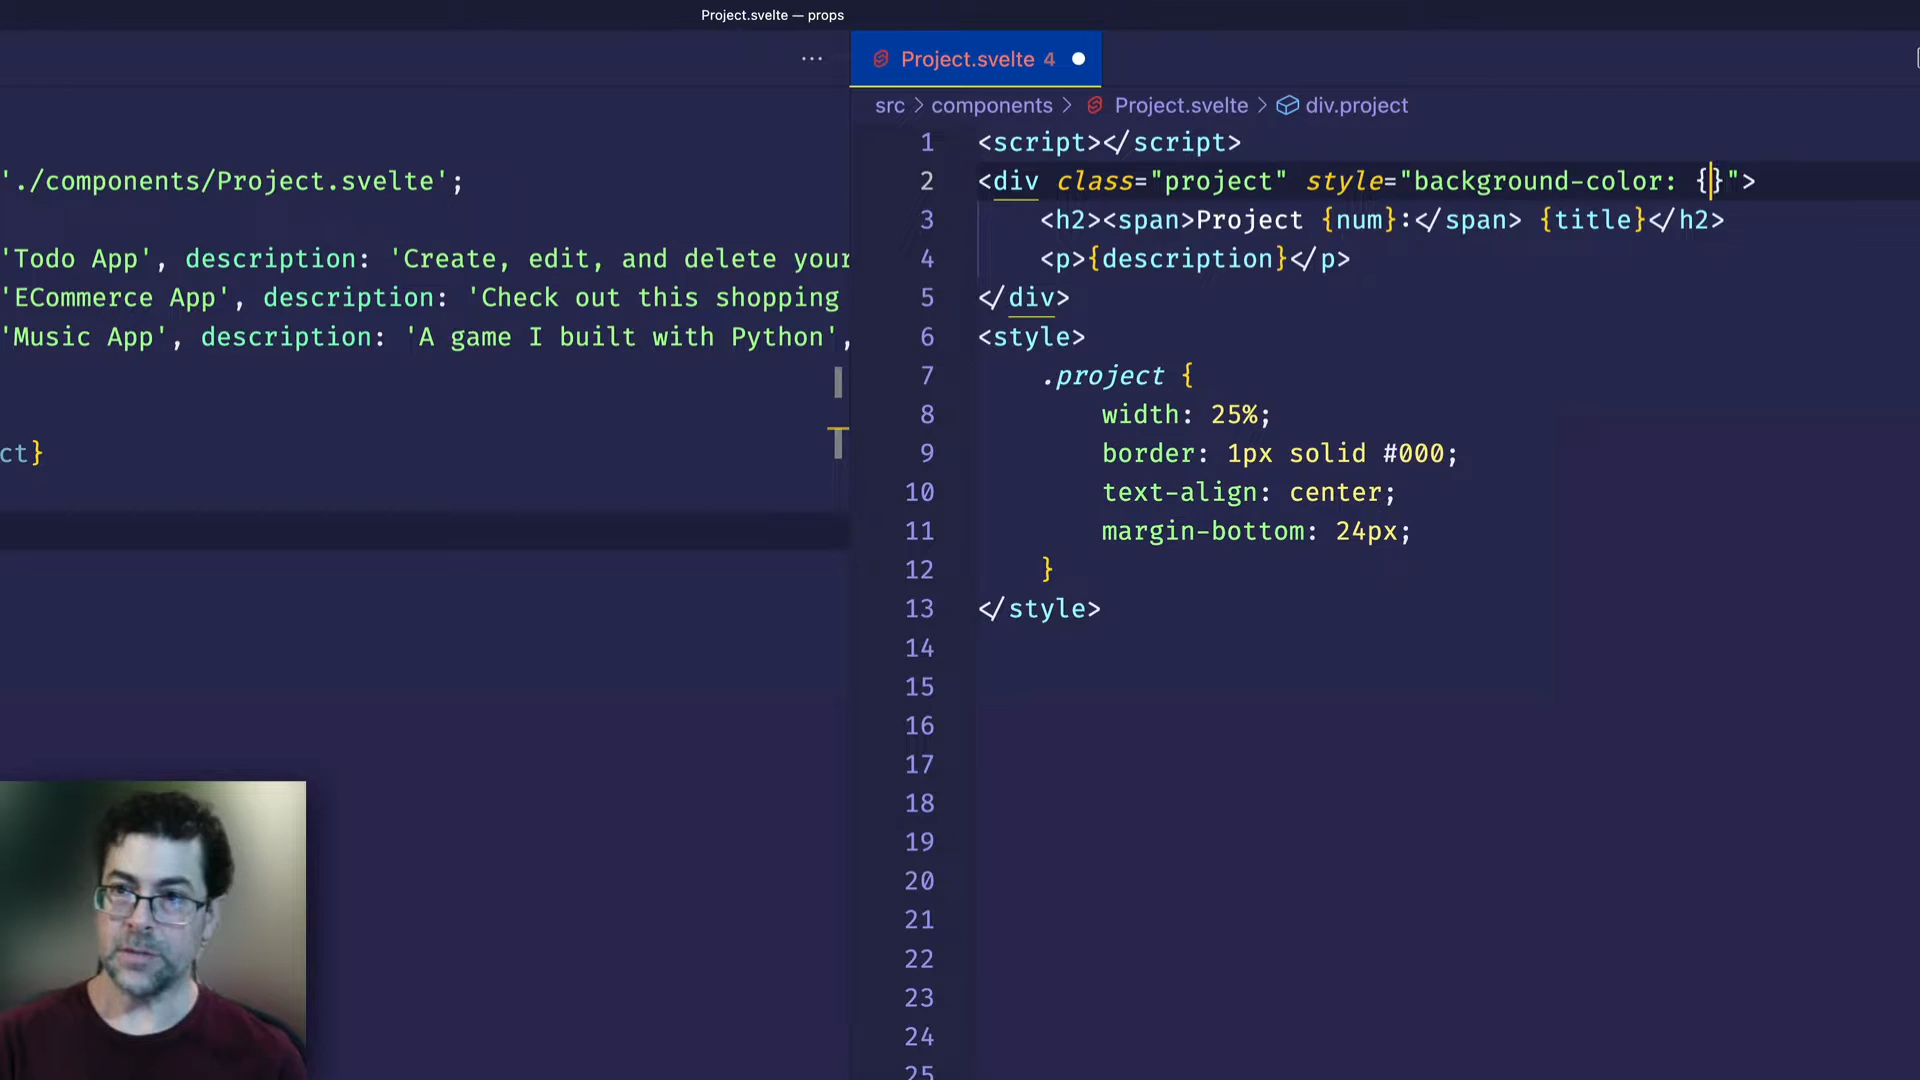 Project.svelte — props
...
Project.svelte 4
src > components > Project.svelte > div.project
'./components/Project.svelte';
'Todo App', description: 'Create, edit, and delete your
'ECommerce App', description: 'Check out this shopping
'Music App', description: 'A game I built with Python',
ct}
1 <script></script>
2 <div class="project" style="background-color: {}">
3 <h2><span>Project {num}:</span> {title}</h2>
4 <p>{description}</p>
5 </div>
6 <style>
7 .project {
8 width: 25%;
9 border: 1px solid #000;
10 text-align: center;
11 margin-bottom: 24px;
12 }
13 </style>
14
15
16
17
18
19
20
21
22
23
24
25